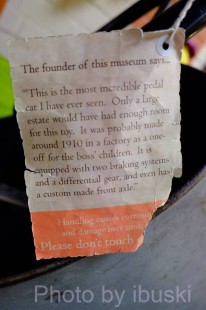 The founder of this museum says...
"This is the most incredible pedal
car I have ever seen. Only a large
estate would have had enough room
for this toy. It was probably made
around 1910 in a factory as a one-
off for the boss' children. It is
equipped with two braking systems
and a differential gear, and even has
a custom made front axle."
Handling causes
and damage over time
Please don't touch
Photo by ibuski